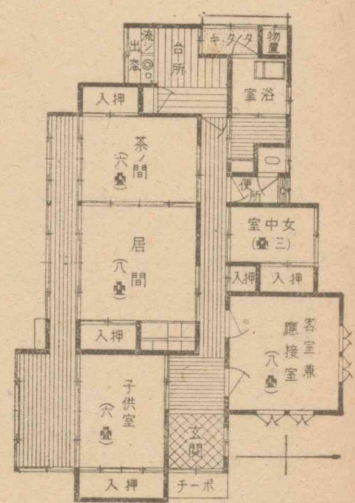 物置
タタキ
台所
流シ
出窓
浴室
押入
茶ノ間
(六疊)
便所
女中室
(三疊)
居間
(八疊)
押入
押入
押入
客室兼
應接室
(八疊)
子供室
(六疊)
玄關
押入
ポーチ